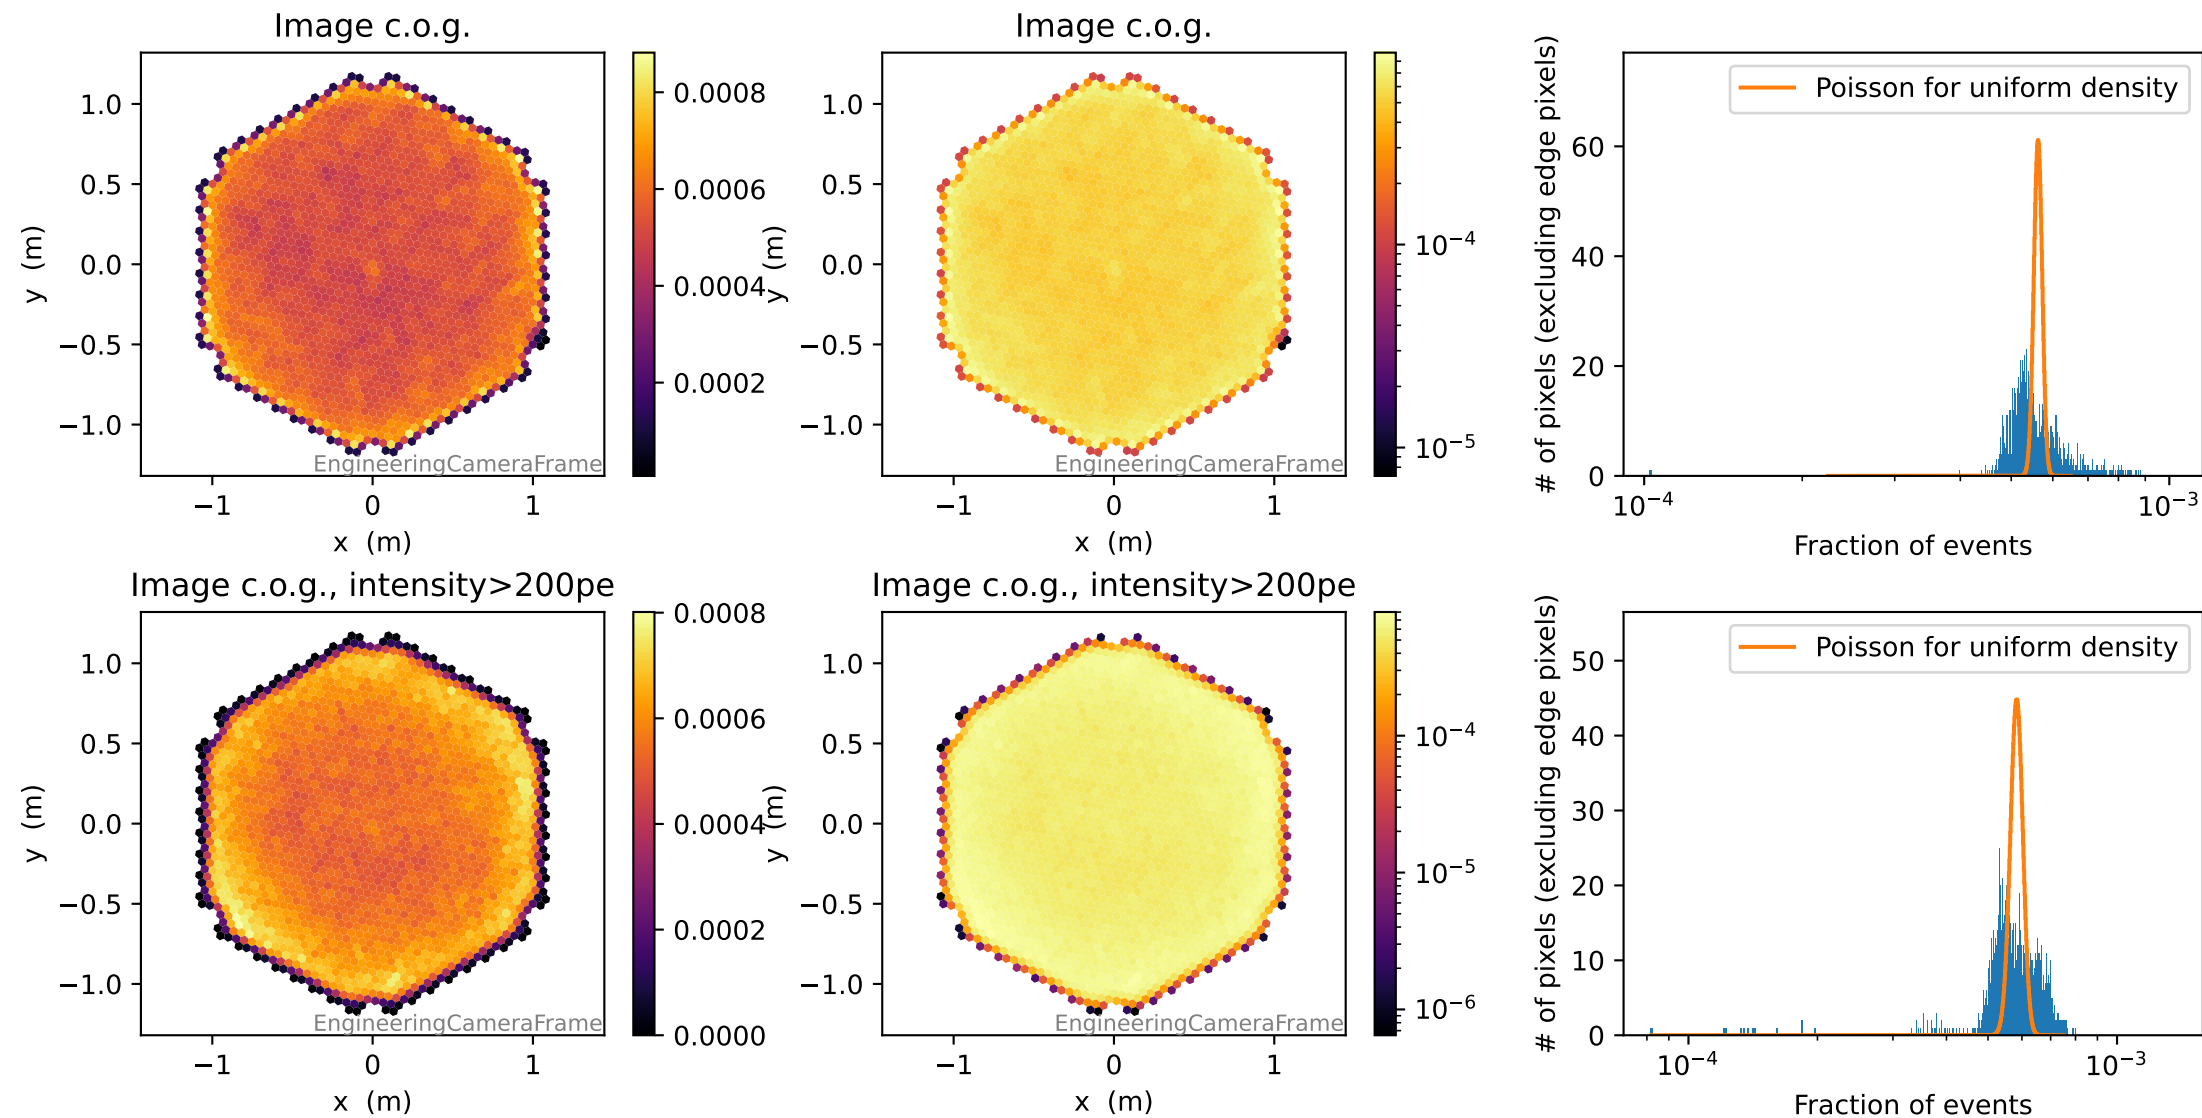 Image c.o.g.
y  (m)
1.0
0.5
0.0
−0.5
−1.0
−1
0
1
x  (m)
EngineeringCameraFrame
0.0008
0.0006
0.0004
0.0002
Image c.o.g.
y  (m)
1.0
0.5
0.0
−0.5
−1.0
−1
0
1
x  (m)
EngineeringCameraFrame
10⁻⁴
10⁻⁵
# of pixels (excluding edge pixels)
60
40
20
0
10⁻⁴
10⁻³
Fraction of events
Poisson for uniform density
Image c.o.g., intensity>200pe
y  (m)
1.0
0.5
0.0
−0.5
−1.0
−1
0
1
x  (m)
EngineeringCameraFrame
0.0008
0.0006
0.0004
0.0002
0.0000
Image c.o.g., intensity>200pe
y  (m)
1.0
0.5
0.0
−0.5
−1.0
−1
0
1
x  (m)
EngineeringCameraFrame
10⁻⁴
10⁻⁵
10⁻⁶
# of pixels (excluding edge pixels)
50
40
30
20
10
0
10⁻⁴
10⁻³
Fraction of events
Poisson for uniform density